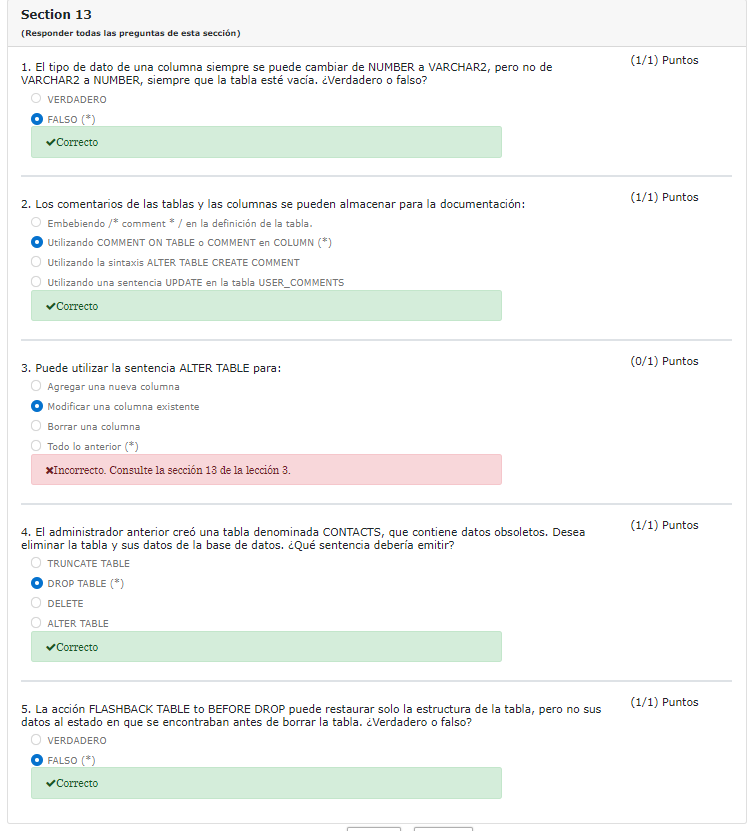 Section 13
(Responder todas las preguntas de esta sección)
1. El tipo de dato de una columna siempre se puede cambiar de NUMBER a VARCHAR2, pero no de
VARCHAR2 a NUMBER, siempre que la tabla esté vacía. ¿Verdadero o falso?
(1/1) Puntos
VERDADERO
FALSO (*)
✔Correcto
2. Los comentarios de las tablas y las columnas se pueden almacenar para la documentación:
(1/1) Puntos
Embebiendo /* comment * / en la definición de la tabla.
Utilizando COMMENT ON TABLE o COMMENT en COLUMN (*)
Utilizando la sintaxis ALTER TABLE CREATE COMMENT
Utilizando una sentencia UPDATE en la tabla USER_COMMENTS
✔Correcto
3. Puede utilizar la sentencia ALTER TABLE para:
(0/1) Puntos
Agregar una nueva columna
Modificar una columna existente
Borrar una columna
Todo lo anterior (*)
✖Incorrecto. Consulte la sección 13 de la lección 3.
4. El administrador anterior creó una tabla denominada CONTACTS, que contiene datos obsoletos. Desea
eliminar la tabla y sus datos de la base de datos. ¿Qué sentencia debería emitir?
(1/1) Puntos
TRUNCATE TABLE
DROP TABLE (*)
DELETE
ALTER TABLE
✔Correcto
5. La acción FLASHBACK TABLE to BEFORE DROP puede restaurar solo la estructura de la tabla, pero no sus
datos al estado en que se encontraban antes de borrar la tabla. ¿Verdadero o falso?
(1/1) Puntos
VERDADERO
FALSO (*)
✔Correcto